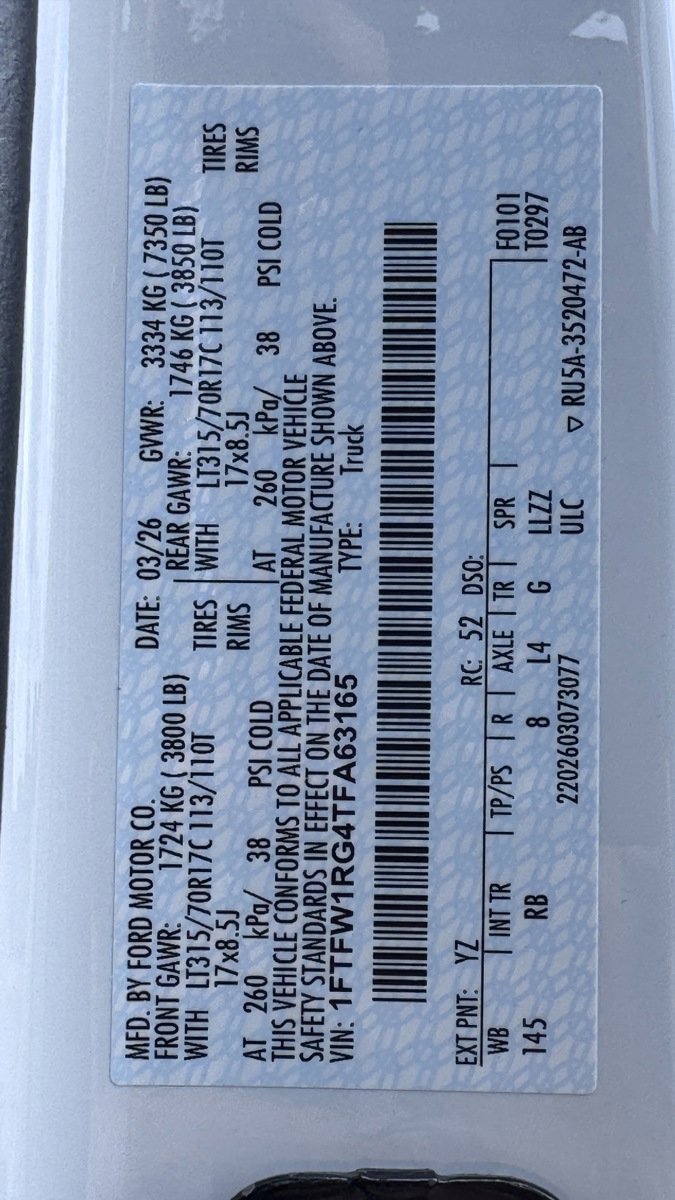 MFD. BY FORD MOTOR CO.
DATE: 03/26 GVWR: 3334 KG ( 7350 LB)
FRONT GAWR: 1724 KG ( 3800 LB) REAR GAWR: 1746 KG ( 3850 LB)
WITH LT315/70R17C 113/110T TIRES WITH LT315/70R17C 113/110T TIRES
17x8.5J RIMS 17x8.5J RIMS
AT 260 kPa/ 38 PSI COLD AT 260 kPa/ 38 PSI COLD
THIS VEHICLE CONFORMS TO ALL APPLICABLE FEDERAL MOTOR VEHICLE
SAFETY STANDARDS IN EFFECT ON THE DATE OF MANUFACTURE SHOWN ABOVE.
VIN: 1FTFW1RG4TFA63165 TYPE: Truck
EXT PNT: YZ RC: 52 DSO:
WB INT TR TP/PS R AXLE TR SPR F0101
145 RB 8 L4 G LLZZ T0297
2202603073077 ULC ▽ RU5A-3520472-AB